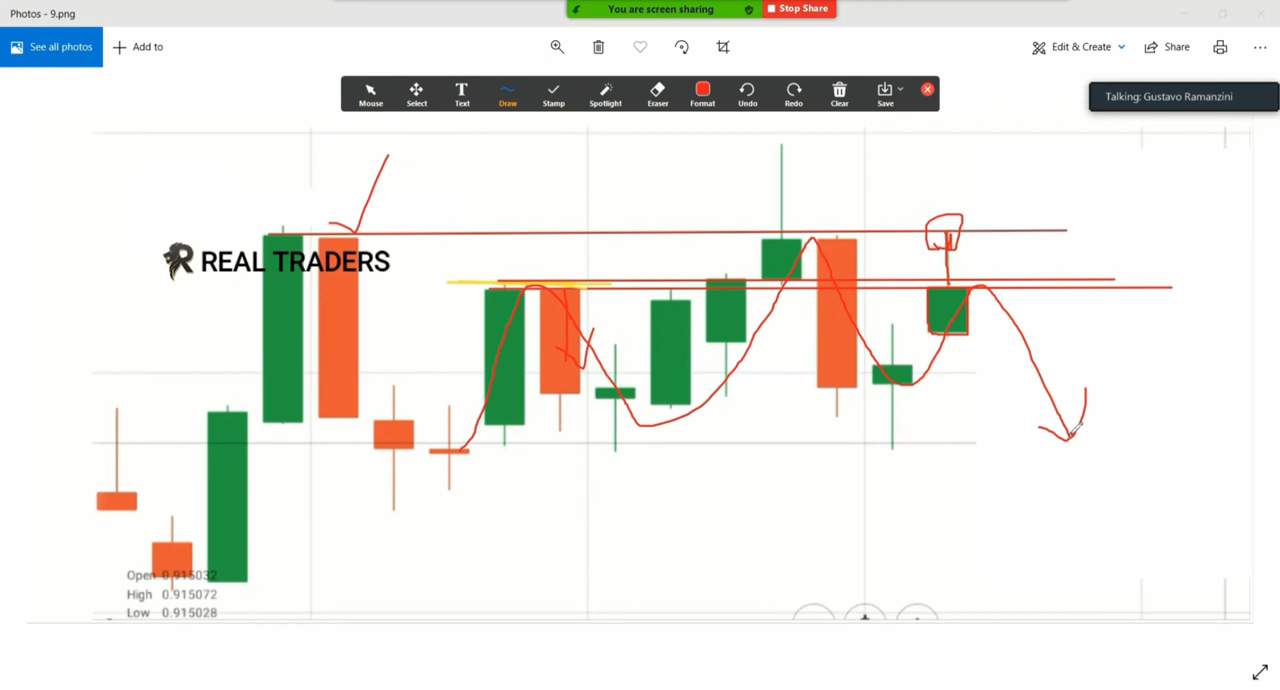 Photos - 9.png
You are screen sharing
Stop Share
See all photos
Add to
Edit & Create
Share
Mouse
Select
Text
Draw
Stamp
Spotlight
Eraser
Format
Undo
Redo
Clear
Save
Talking: Gustavo Ramanzini
REAL TRADERS
Open 0.915032
High 0.915072
Low 0.915028